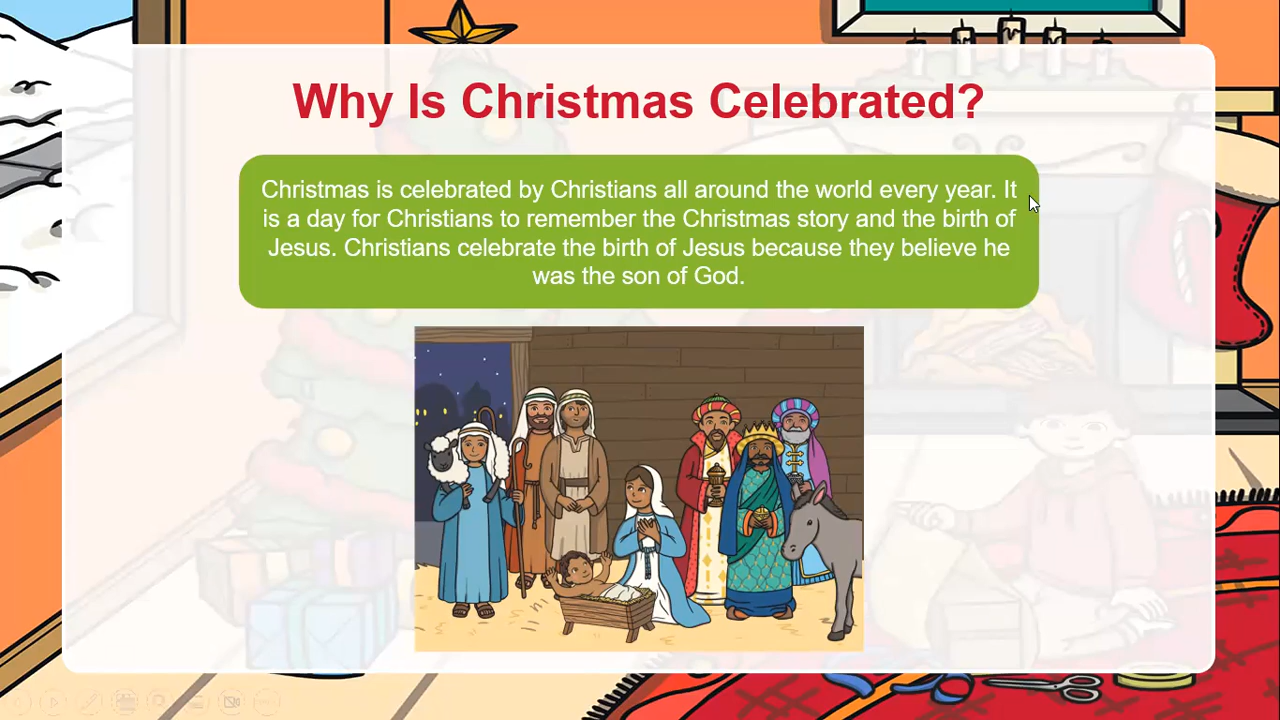 Why Is Christmas Celebrated?
Christmas is celebrated by Christians all around the world every year. It
is a day for Christians to remember the Christmas story and the birth of
Jesus. Christians celebrate the birth of Jesus because they believe he
was the son of God.